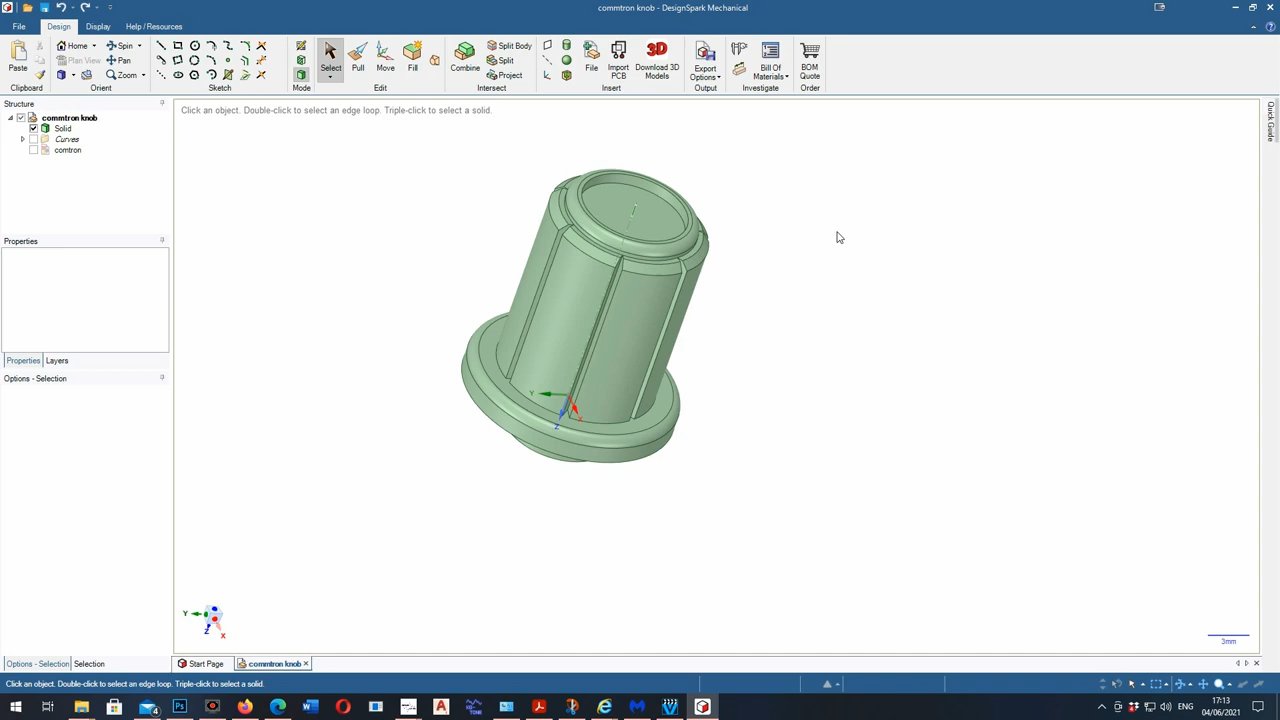 commtron knob - DesignSpark Mechanical
File Design Display Help / Resources
Paste
Home Spin
Plan View Pan
Zoom
Select Pull Move Fill
Combine
Split Body
Split
Project
File
Import PCB
3D
Download 3D Models
Export Options
Bill Of Materials
BOM Quote
Clipboard Orient Sketch Mode Edit Intersect Insert Output Investigate Order
Structure
commtron knob
Solid
Curves
comtron
Click an object. Double-click to select an edge loop. Triple-click to select a solid.
Quick Guide
Properties
Properties Layers
Options - Selection
Y
Z
X
Y
Z
X
3mm
Options - Selection Selection
Start Page commtron knob
Click an object. Double-click to select an edge loop. Triple-click to select a solid.
4 Ps W A ENG 17:13
04/06/2021